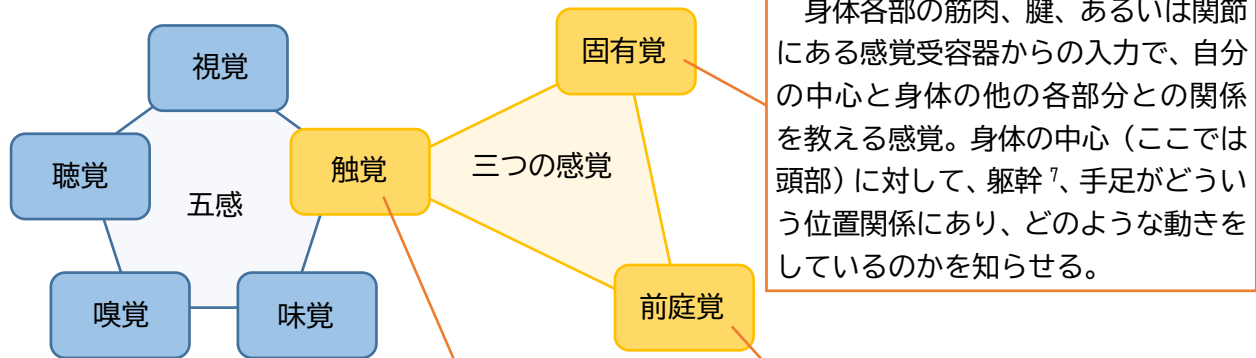 視覚
聴覚
触覚
五感
嗅覚
味覚
固有覚
三つの感覚
前庭覚
身体各部の筋肉、腱、あるいは関節
にある感覚受容器からの入力で、自分
の中心と身体の他の各部分との関係
を教える感覚。身体の中心（ここでは
頭部）に対して、躯幹7、手足がどうい
う位置関係にあり、どのような動きを
しているのかを知らせる。